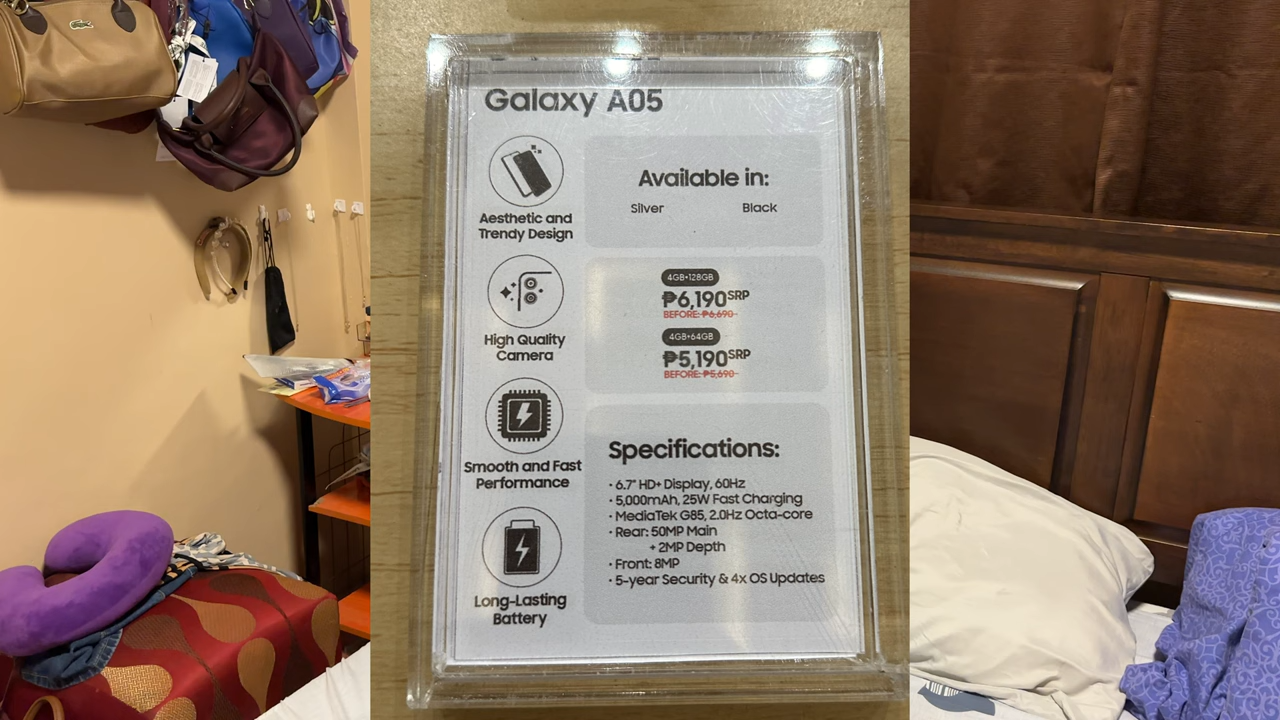 Galaxy A05
Aesthetic and
Trendy Design
High Quality
Camera
Smooth and Fast
Performance
Long-Lasting
Battery
Available in:
Silver Black
4GB•128GB
₱6,190SRP
BEFORE: ₱6,690
4GB•64GB
₱5,190SRP
BEFORE: ₱5,690
Specifications:
• 6.7" HD+ Display, 60Hz
• 5,000mAh, 25W Fast Charging
• MediaTek G85, 2.0Hz Octa-core
• Rear: 50MP Main
+ 2MP Depth
• Front: 8MP
• 5-year Security & 4x OS Updates